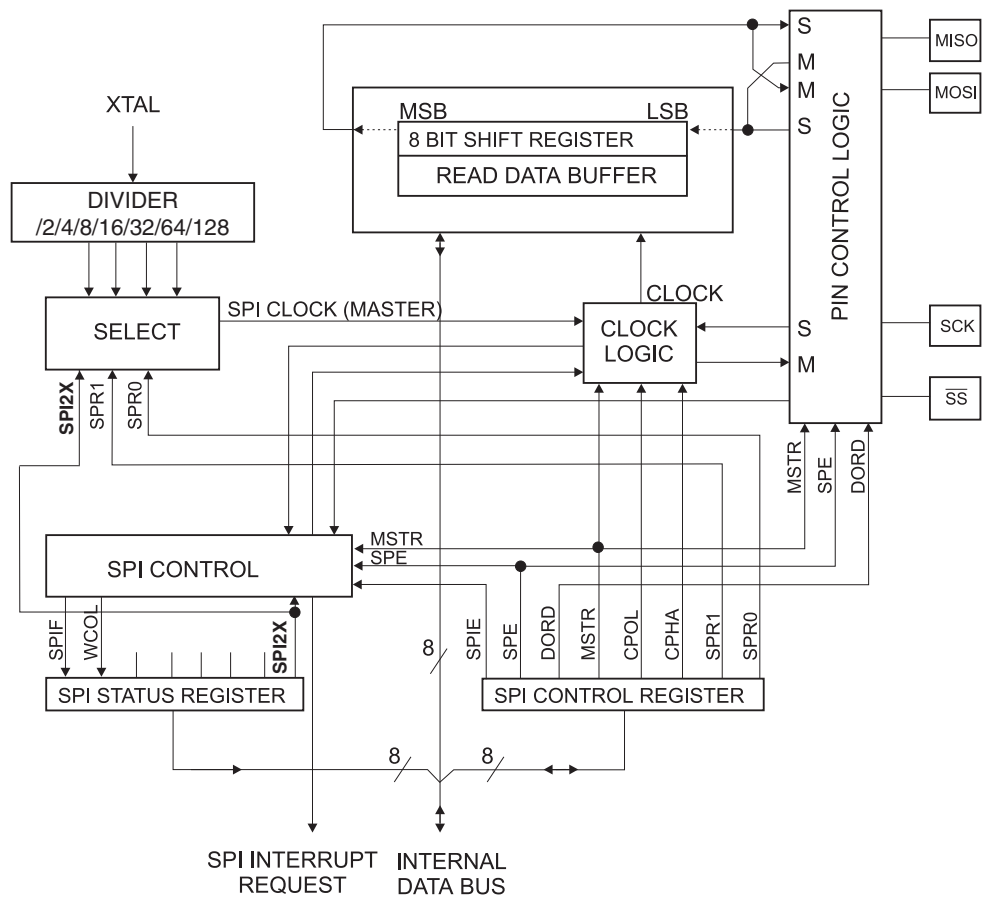 S
MISO
M
XTAL
MSB
LSB
M
MOSI
8 BIT SHIFT REGISTER
S
READ DATA BUFFER
DIVIDER
/2/4/8/16/32/64/128
PIN CONTROL LOGIC
CLOCK
SPI CLOCK (MASTER)
SELECT
CLOCK
LOGIC
S
SCK
M
SPI2X
SPR1
SPR0
SS
MSTR
SPE
DORD
MSTR
SPE
SPI CONTROL
SPIF
WCOL
SPI2X
8
SPIE
SPE
DORD
MSTR
CPOL
CPHA
SPR1
SPR0
SPI STATUS REGISTER
SPI CONTROL REGISTER
8
8
SPI INTERRUPT
REQUEST
INTERNAL
DATA BUS